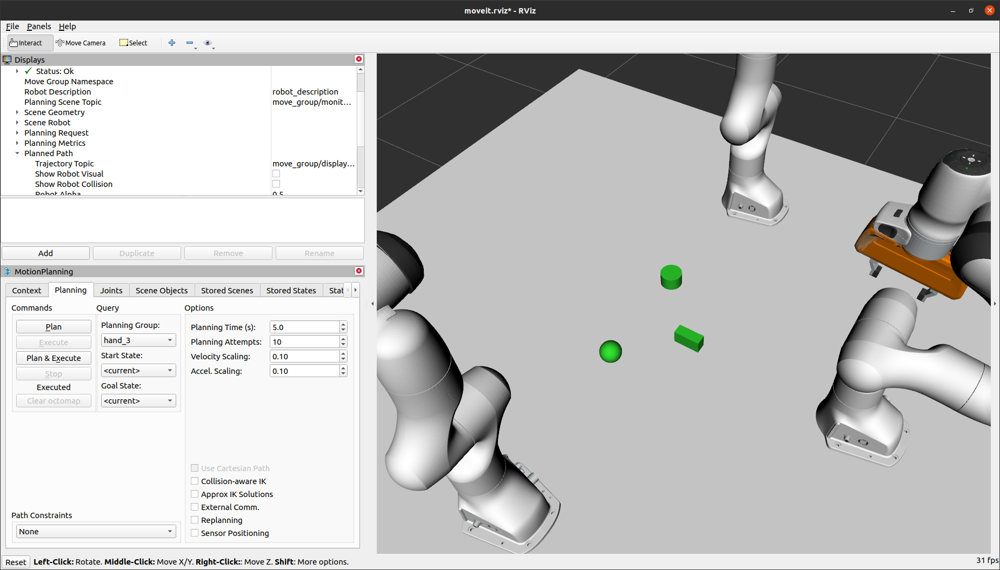 moveit.rviz* - RViz
File Panels Help
Interact Move Camera Select
Displays
Status: Ok
Move Group Namespace
Robot Description robot_description
Planning Scene Topic move_group/monit...
Scene Geometry
Scene Robot
Planning Request
Planning Metrics
Planned Path
Trajectory Topic move_group/display...
Show Robot Visual
Show Robot Collision
Robot Alpha 0.5
Add Duplicate Remove Rename
MotionPlanning
Context Planning Joints Scene Objects Stored Scenes Stored States Stat
Commands Query Options
Plan
Execute
Plan & Execute
Stop
Executed
Clear octomap
Planning Group:
hand_3
Start State:
<current>
Goal State:
<current>
Planning Time (s): 5.0
Planning Attempts: 10
Velocity Scaling: 0.10
Accel. Scaling: 0.10
Use Cartesian Path
Collision-aware IK
Approx IK Solutions
External Comm.
Replanning
Sensor Positioning
Path Constraints
None
Reset Left-Click: Rotate. Middle-Click: Move X/Y. Right-Click:: Move Z. Shift: More options.
31 fps